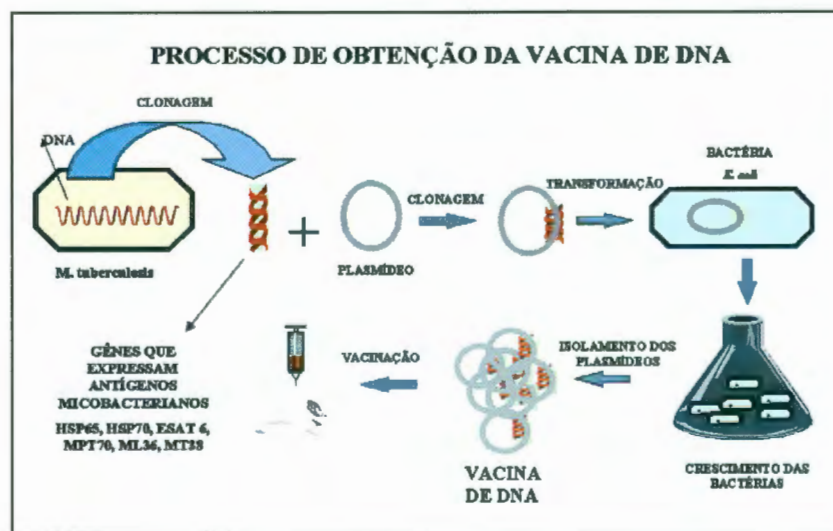 PROCESSO DE OBTENÇÃO DA VACINA DE DNA
CLONAGEM
DNA
M. tuberculosis
PLASMÍDEO
CLONAGEM
TRANSFORMAÇÃO
BACTÉRIA
E. coli
GÊNES QUE
EXPRESSAM
ANTÍGENOS
MICOBACTERIANOS
HSP65, HSP70, ESAT 6,
MPT70, ML36, MT38
VACINAÇÃO
VACINA
DE DNA
ISOLAMENTO DOS
PLASMÍDEOS
CRESCIMENTO DAS
BACTÉRIAS